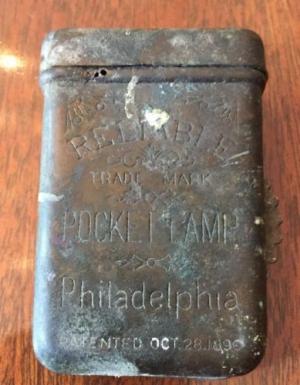 RELIABLE
TRADE MARK
POCKET LAMP
Philadelphia
PATENTED OCT. 28. 1890